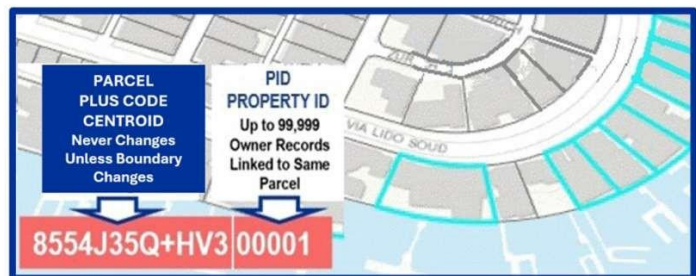 PARCEL
PLUS CODE
CENTROID
Never Changes
Unless Boundary
Changes
PID
PROPERTY ID
Up to 99,999
Owner Records
Linked to Same
Parcel
VIA LIDO SOUD
8554J35Q+HV3 00001